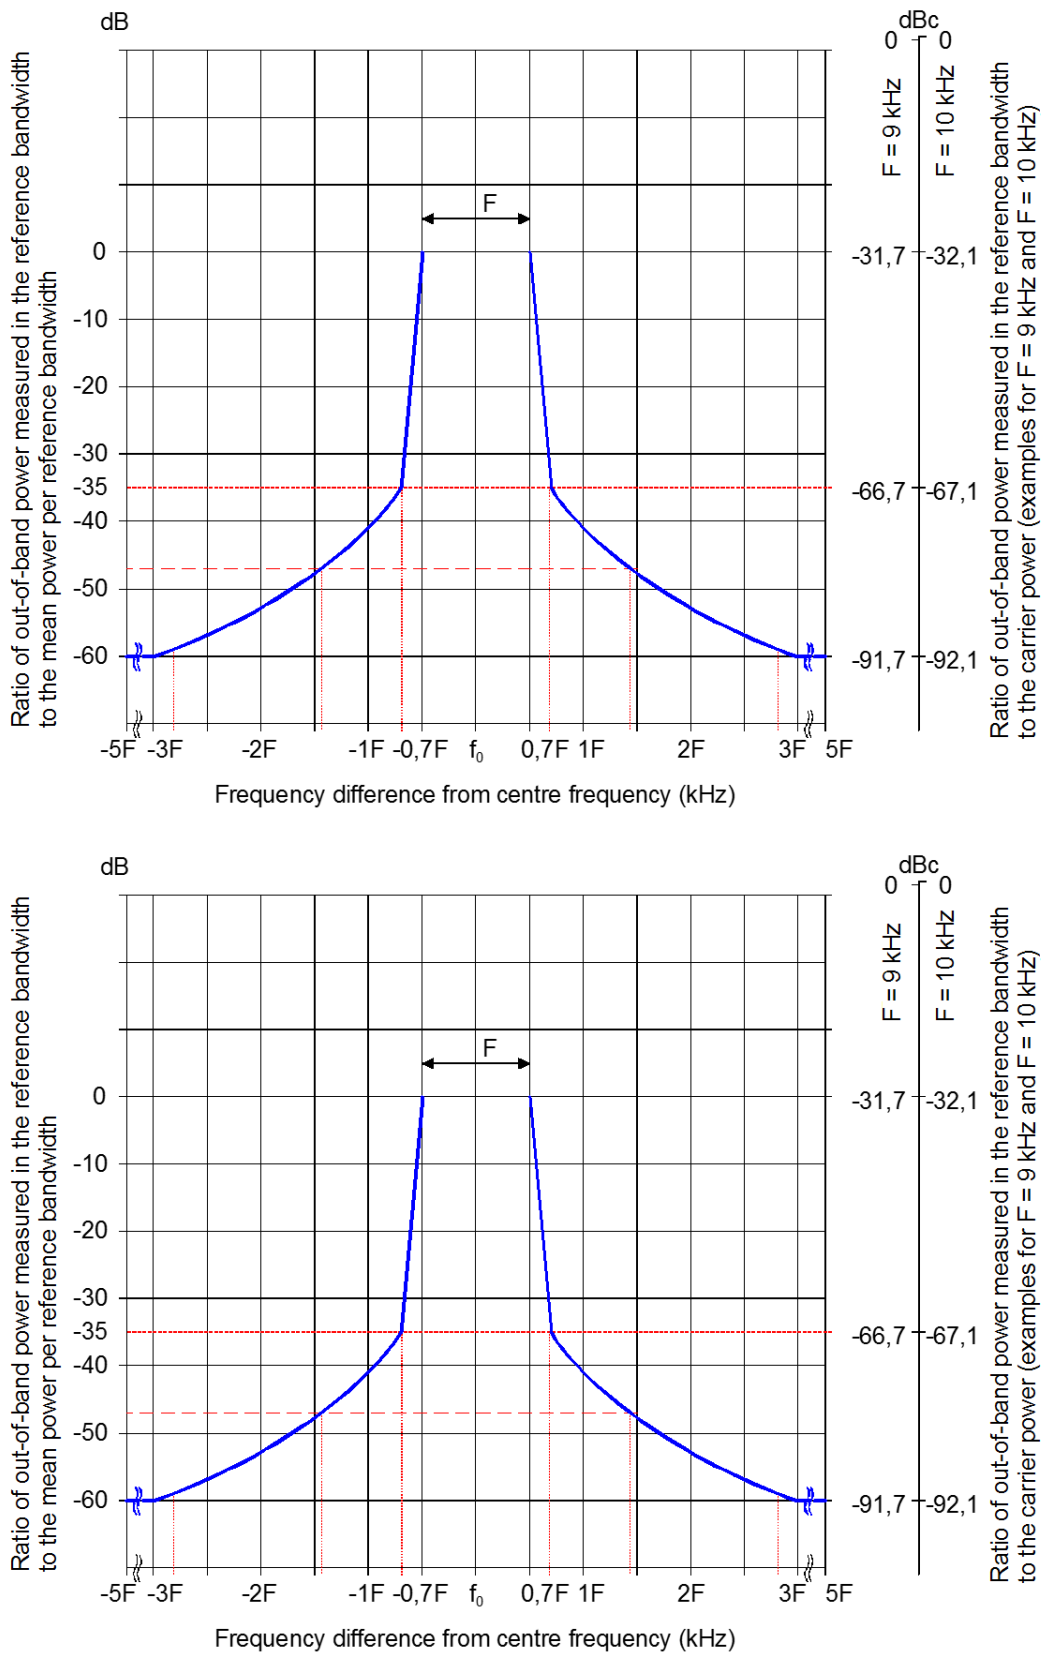 dB
dBc
0 0
Ratio of out-of-band power measured in the reference bandwidth
to the mean power per reference bandwidth
F = 9 kHz
F = 10 kHz
Ratio of out-of-band power measured in the reference bandwidth
to the carrier power (examples for F = 9 kHz and F = 10 kHz)
F
0
-10
-20
-30
-35
-40
-50
-60
-31,7 -32,1
-66,7 -67,1
-91,7 -92,1
-5F -3F -2F -1F -0,7F f0 0,7F 1F 2F 3F 5F
Frequency difference from centre frequency (kHz)
dB
dBc
0 0
Ratio of out-of-band power measured in the reference bandwidth
to the mean power per reference bandwidth
F = 9 kHz
F = 10 kHz
Ratio of out-of-band power measured in the reference bandwidth
to the carrier power (examples for F = 9 kHz and F = 10 kHz)
F
0
-10
-20
-30
-35
-40
-50
-60
-31,7 -32,1
-66,7 -67,1
-91,7 -92,1
-5F -3F -2F -1F -0,7F f0 0,7F 1F 2F 3F 5F
Frequency difference from centre frequency (kHz)